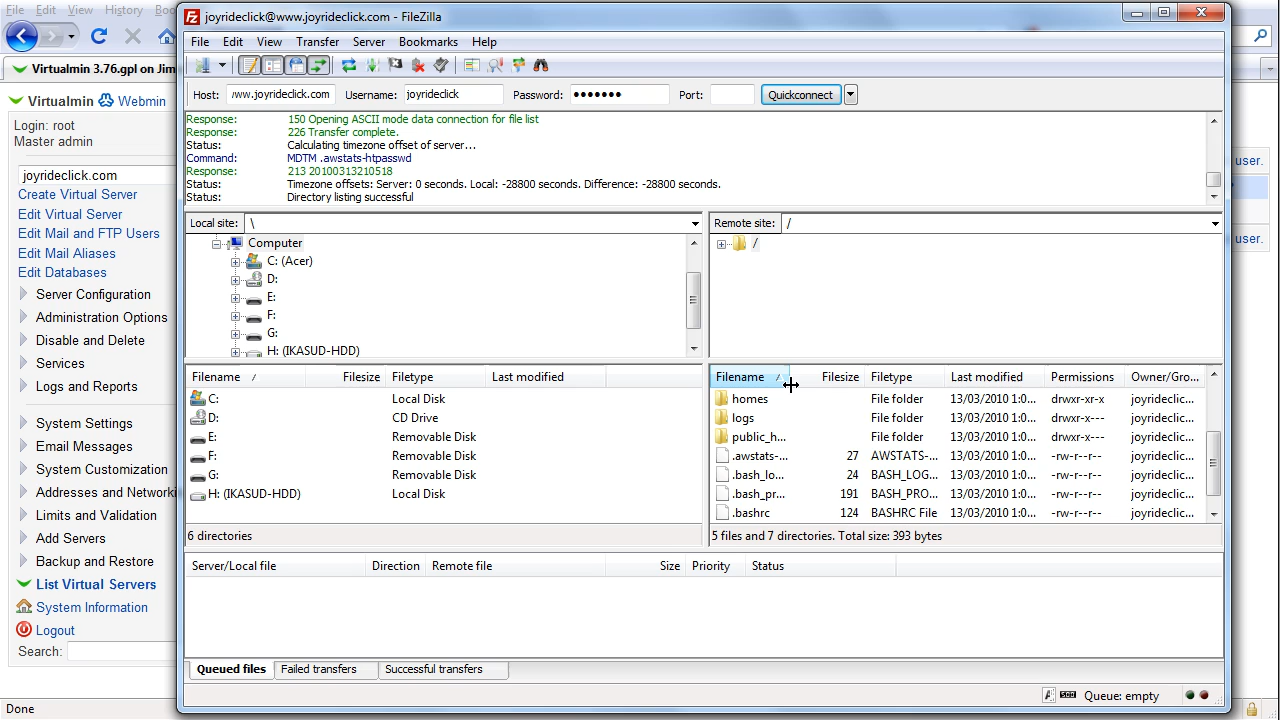 File Edit View History Boo
joyrideclick@www.joyrideclick.com - FileZilla
File Edit View Transfer Server Bookmarks Help
Virtualmin 3.76.gpl on Jim
Host: ww.joyrideclick.com Username: joyrideclick Password: ●●●●●●● Port: Quickconnect
Virtualmin Webmin
Login: root
Master admin
joyrideclick.com
Create Virtual Server
Edit Virtual Server
Edit Mail and FTP Users
Edit Mail Aliases
Edit Databases
Server Configuration
Administration Options
Disable and Delete
Services
Logs and Reports
System Settings
Email Messages
System Customization
Addresses and Networki
Limits and Validation
Add Servers
Backup and Restore
List Virtual Servers
System Information
Logout
Search:
Done
Response: 150 Opening ASCII mode data connection for file list
Response: 226 Transfer complete.
Status: Calculating timezone offset of server...
Command: MDTM .awstats-htpasswd
Response: 213 20100313210518
Status: Timezone offsets: Server: 0 seconds. Local: -28800 seconds. Difference: -28800 seconds.
Status: Directory listing successful
Local site: \
Computer
C: (Acer)
D:
E:
F:
G:
H: (IKASUD-HDD)
Remote site: /
/
Filename / Filesize Filetype Last modified
C: Local Disk
D: CD Drive
E: Removable Disk
F: Removable Disk
G: Removable Disk
H: (IKASUD-HDD) Local Disk
6 directories
Filename / Filesize Filetype Last modified Permissions Owner/Gro...
homes File folder 13/03/2010 1:0... drwxr-xr-x joyrideclic...
logs File folder 13/03/2010 1:0... drwxr-x--- joyrideclic...
public_h... File folder 13/03/2010 1:0... drwxr-x--- joyrideclic...
.awstats-... 27 AWSTATS-... 13/03/2010 1:0... -rw-r--r-- joyrideclic...
.bash_lo... 24 BASH_LOG... 13/03/2010 1:0... -rw-r--r-- joyrideclic...
.bash_pr... 191 BASH_PRO... 13/03/2010 1:0... -rw-r--r-- joyrideclic...
.bashrc 124 BASHRC File 13/03/2010 1:0... -rw-r--r-- joyrideclic...
5 files and 7 directories. Total size: 393 bytes
Server/Local file Direction Remote file Size Priority Status
Queued files Failed transfers Successful transfers
Queue: empty
user.
user.